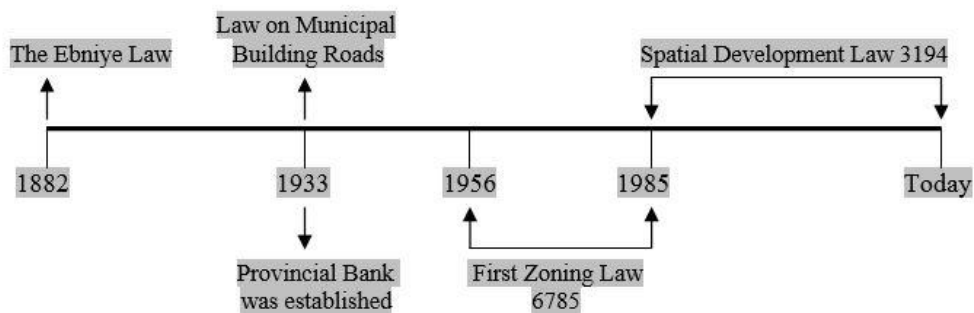 Law on Municipal
The Ebniye Law
Building Roads
Spatial Development Law 3194
1882
1933
1956
1985
Today
Provincial Bank
was established
First Zoning Law
6785